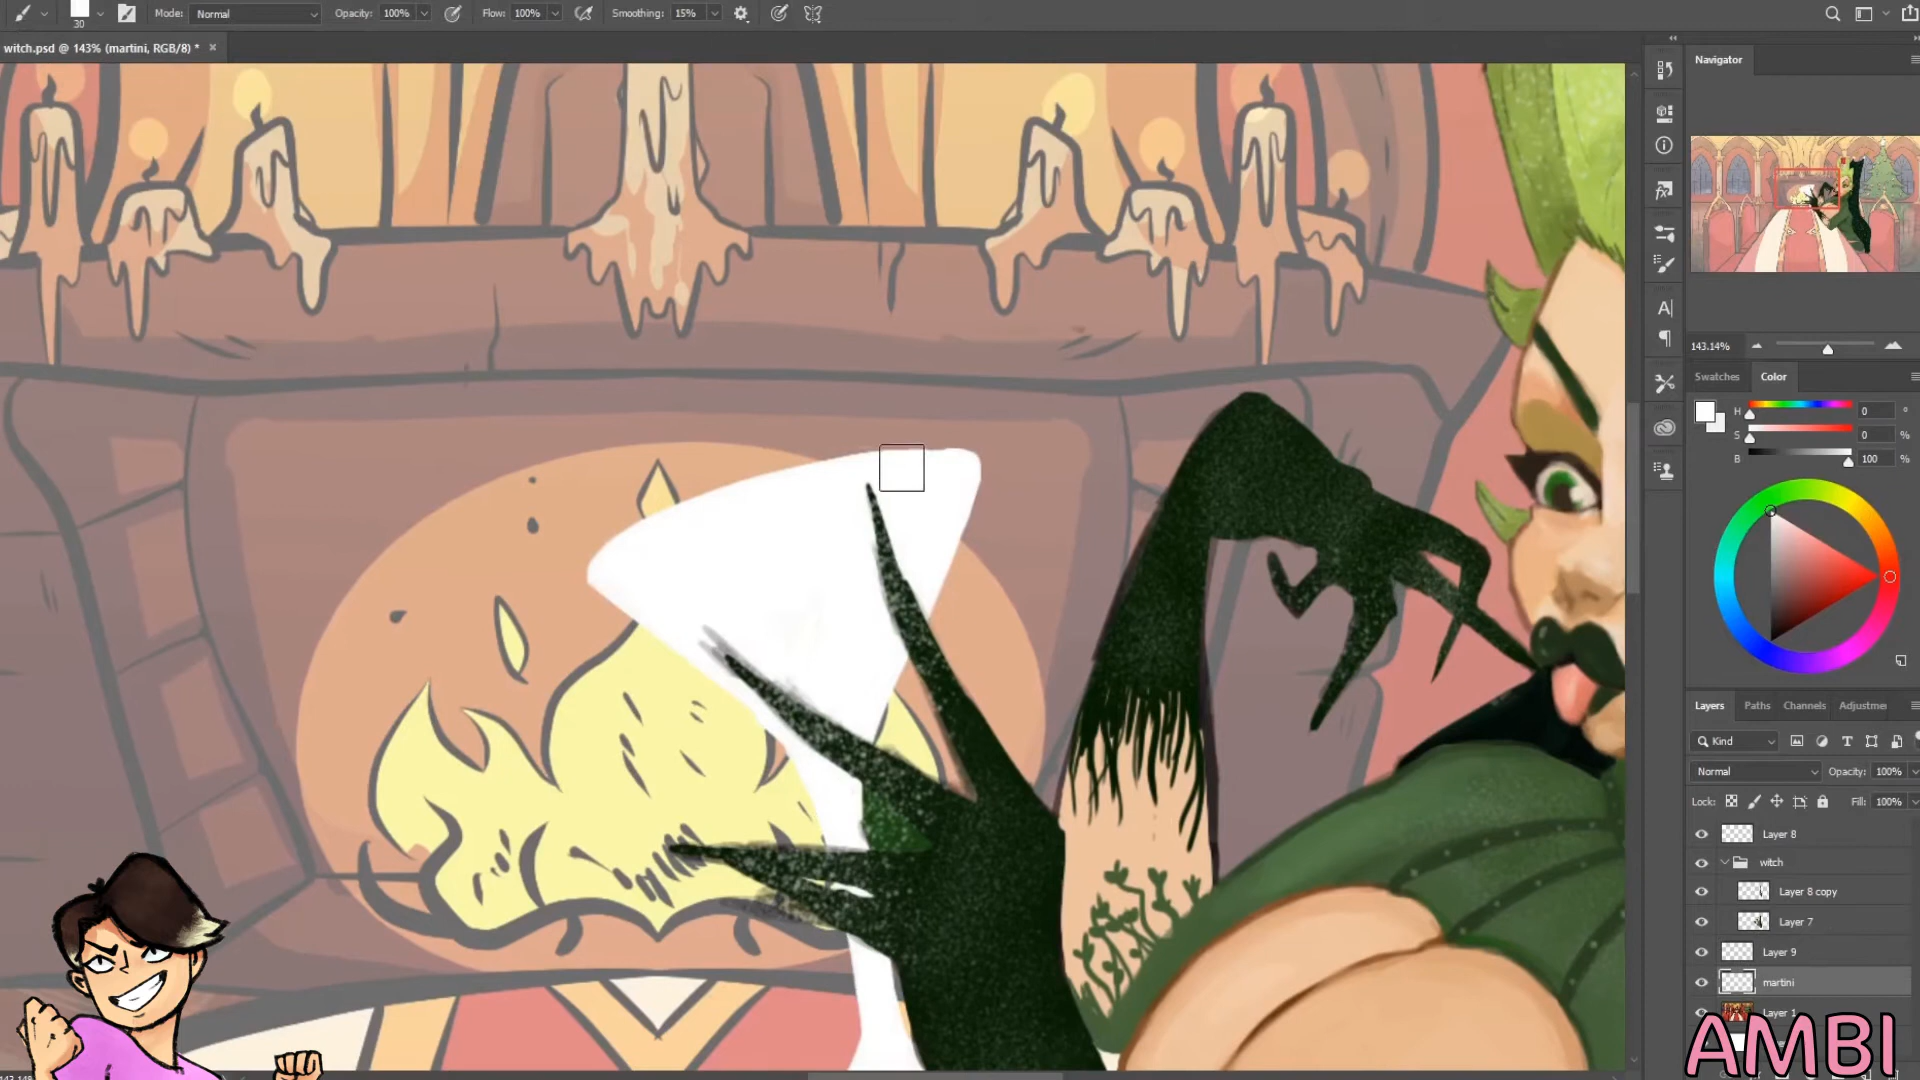 30
Mode: Normal
Opacity: 100%
Flow: 100%
Smoothing: 15%
witch.psd @ 143% (martini, RGB/8) *
Navigator
143.14%
Swatches Color
H 0 °
S 0 %
B 100 %
Layers Paths Channels Adjustme
Kind
Normal Opacity: 100%
Lock: Fill: 100%
Layer 8
witch
Layer 8 copy
Layer 7
Layer 9
martini
Layer 1
AMBI